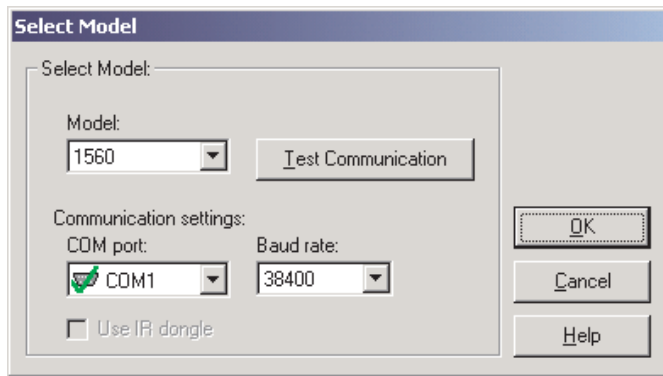 Select Model
Select Model:
Model:
1560
Test Communication
Communication settings:
COM port:
Baud rate:
COM1
38400
Use IR dongle
OK
Cancel
Help